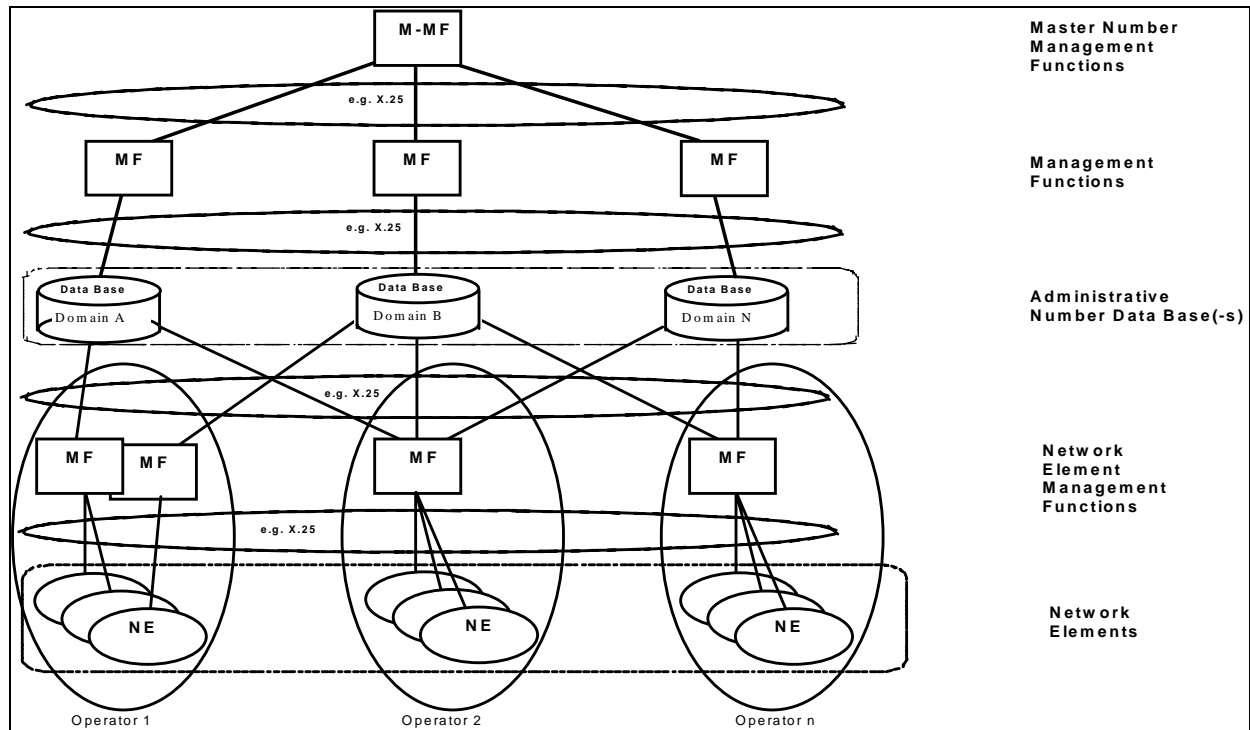 M-MF
Master Number
Management
Functions
e.g. X.25
MF
MF
MF
Management
Functions
e.g. X.25
Data Base
Domain A
Data Base
Domain B
Data Base
Domain N
Administrative
Number Data Base(-s)
e.g. X.25
MF
MF
MF
MF
Network
Element
Management
Functions
e.g. X.25
NE
NE
NE
Network
Elements
Operator 1
Operator 2
Operator n